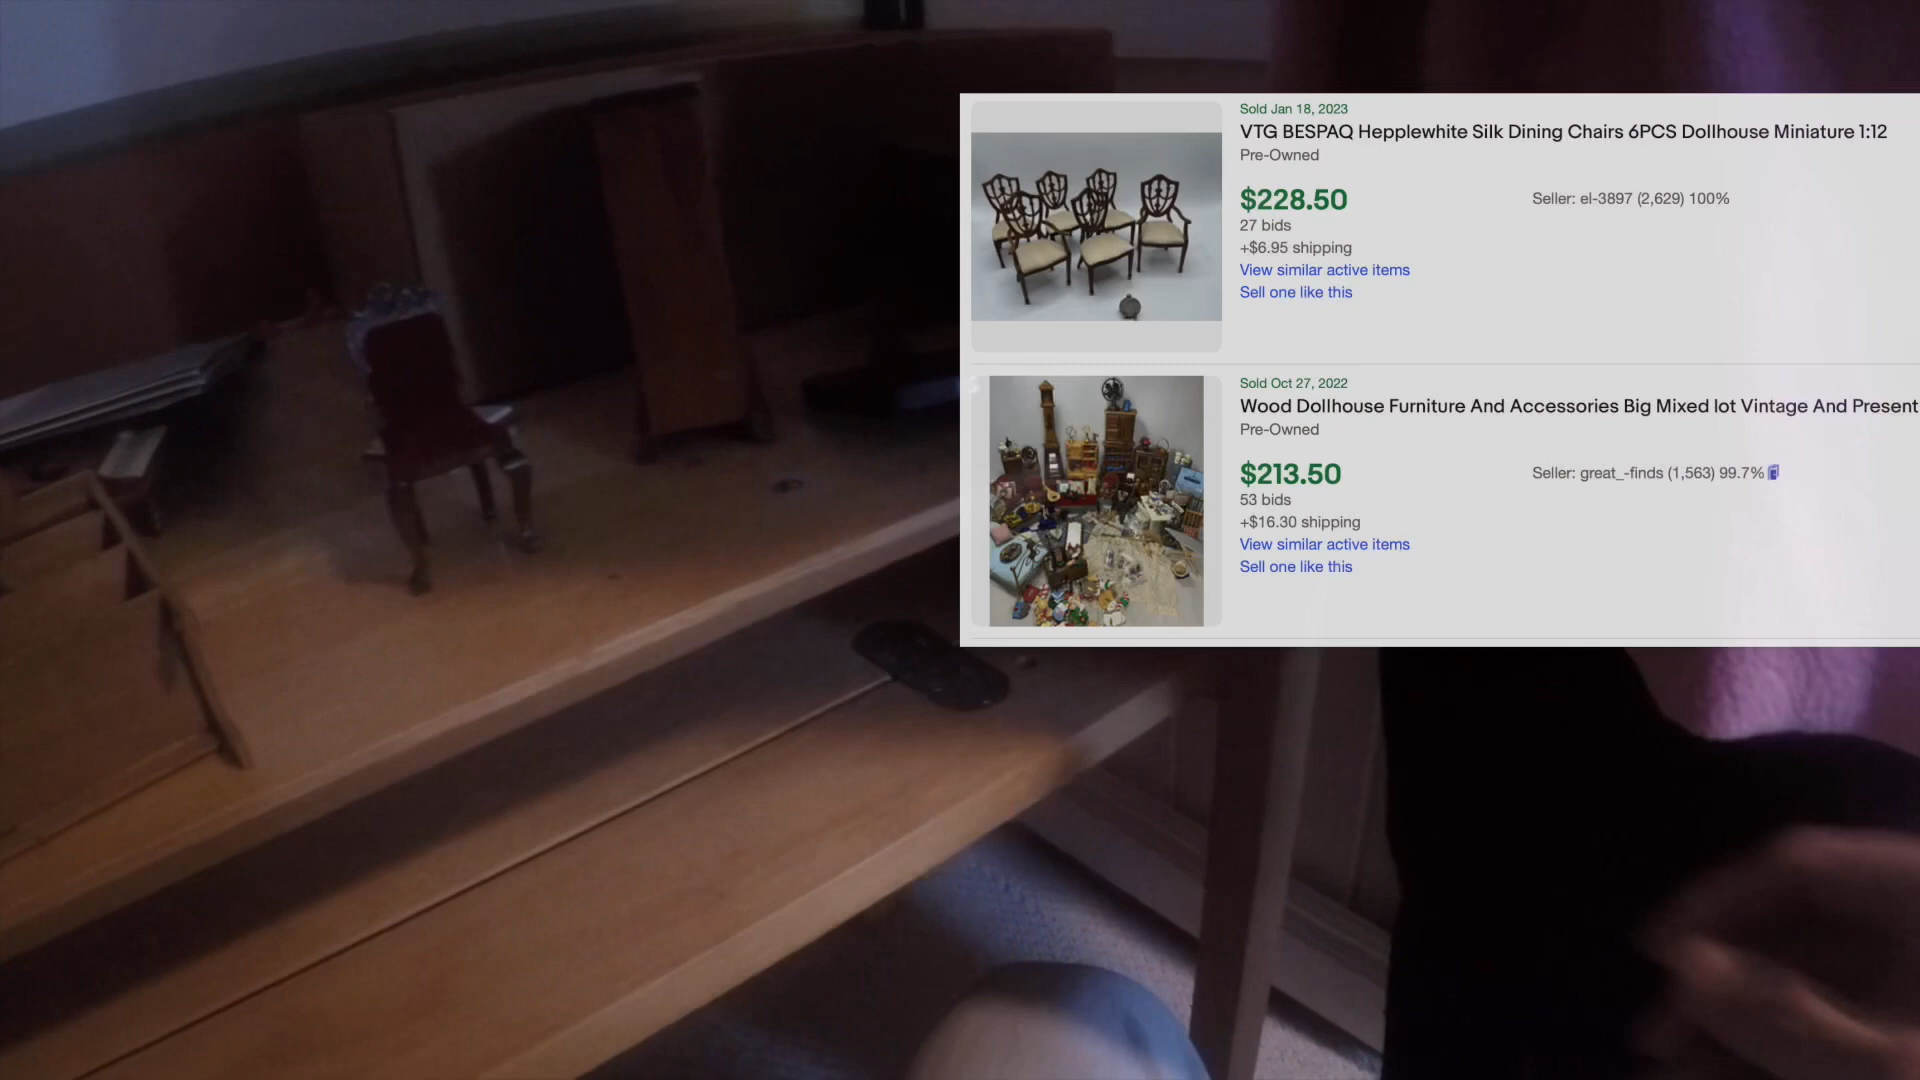 Sold Jan 18, 2023
VTG BESPAQ Hepplewhite Silk Dining Chairs 6PCS Dollhouse Miniature 1:12
Pre-Owned
$228.50
Seller: el-3897 (2,629) 100%
27 bids
+$6.95 shipping
View similar active items
Sell one like this
Sold Oct 27, 2022
Wood Dollhouse Furniture And Accessories Big Mixed lot Vintage And Present
Pre-Owned
$213.50
Seller: great_-finds (1,563) 99.7%
53 bids
+$16.30 shipping
View similar active items
Sell one like this